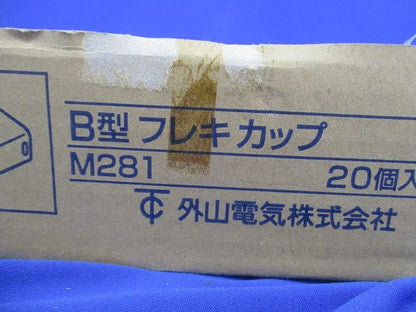 B型 フレキカップ
M281 20個入
外山電気株式会社